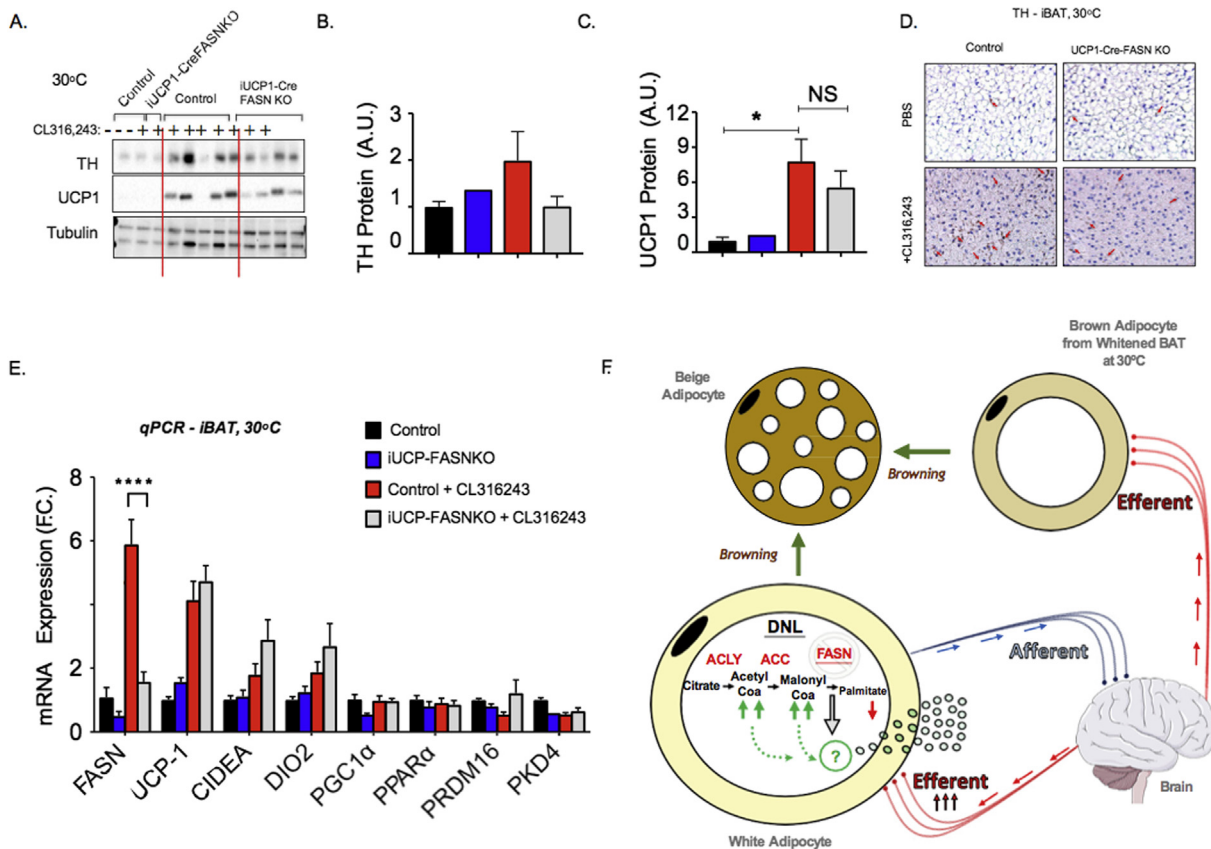 A.
30oC
Control
iUCP1-CreFASNKO
Control
iUCP1-Cre
FASN KO
CL316,243: - - - + + + + + + + + + +
TH
UCP1
Tubulin
B.
TH Protein (A.U.)
3
2
1
0
C.
UCP1 Protein (A.U.)
12
9
6
3
0
*
NS
D.
TH - iBAT, 30°C
Control
UCP1-Cre-FASN KO
PBS
+CL316,243
E.
qPCR - iBAT, 30oC
mRNA Expression (F.C.)
8
6
4
2
0
****
Control
iUCP-FASNKO
Control + CL316243
iUCP-FASNKO + CL316243
FASN
UCP-1
CIDEA
DIO2
PGC1α
PPARα
PRDM16
PKD4
F.
Brown Adipocyte
from Whitened BAT
at 30ºC
Beige
Adipocyte
Browning
Efferent
Browning
DNL
ACLY ACC FASN
Citrate Acetyl Coa Malonyl Coa Palmitate
?
Afferent
Efferent
Brain
White Adipocyte